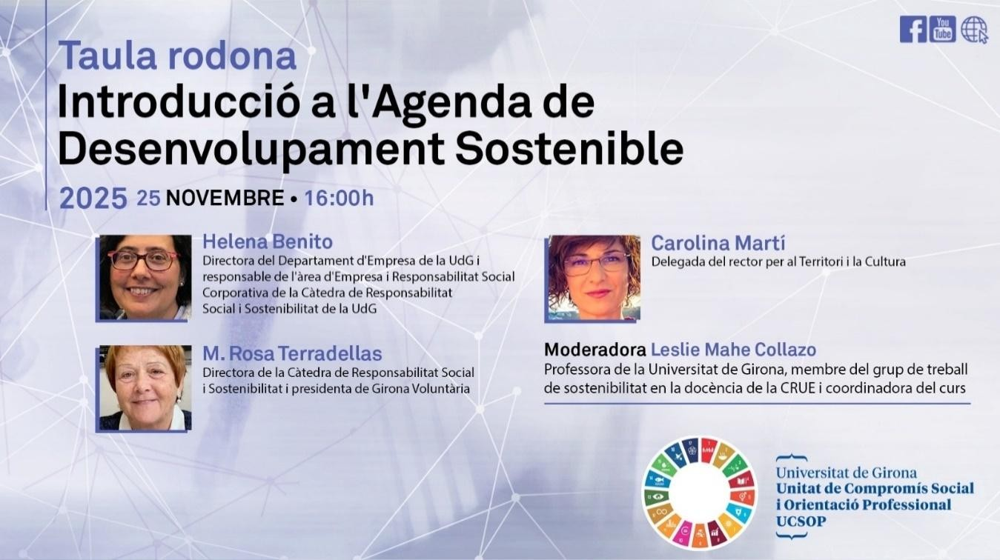 You
Tube
Taula rodona
Introducció a l'Agenda de
Desenvolupament Sostenible
2025 25 NOVEMBRE • 16:00h
Helena Benito
Directora del Departament d'Empresa de la UdG i
responsable de l'àrea d'Empresa i Responsabilitat Social
Corporativa de la Càtedra de Responsabilitat
Social i Sostenibilitat de la UdG
Carolina Martí
Delegada del rector per al Territori i la Cultura
M. Rosa Terradellas
Directora de la Càtedra de Responsabilitat Social
i Sostenibilitat i presidenta de Girona Voluntària
Moderadora Leslie Mahe Collazo
Professora de la Universitat de Girona, membre del grup de treball
de sostenibilitat en la docència de la CRUE i coordinadora del curs
Universitat de Girona
Unitat de Compromís Social
i Orientació Professional
UCSOP